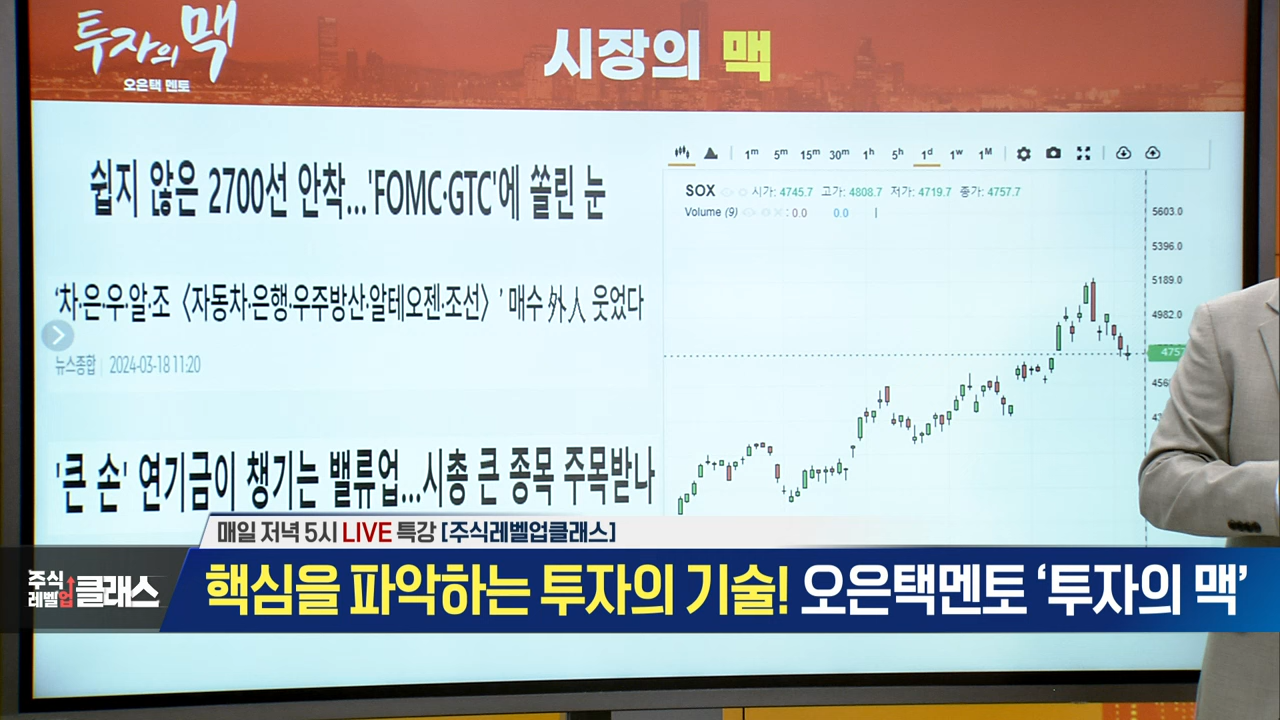 투자의 맥
오은택 멘토
시장의 맥
쉽지 않은 2700선 안착...'FOMC·GTC'에 쏠린 눈
'차·은·우·알·조〈자동차·은행·우주방산·알테오젠·조선〉' 매수 外人 웃었다
뉴스종합 | 2024-03-18 11:20
'큰 손' 연기금이 챙기는 밸류업...시총 큰 종목 주목받나
1m 5m 15m 30m 1h 5h 1d 1w 1M
SOX 시가: 4745.7 고가: 4808.7 저가: 4719.7 종가: 4757.7
Volume (9) : 0.0 0.0
5603.0
5396.0
5189.0
4982.0
4757
매일 저녁 5시 LIVE 특강 [주식레벨업클래스]
주식
레벨업 클래스
핵심을 파악하는 투자의 기술! 오은택멘토 ‘투자의 맥’